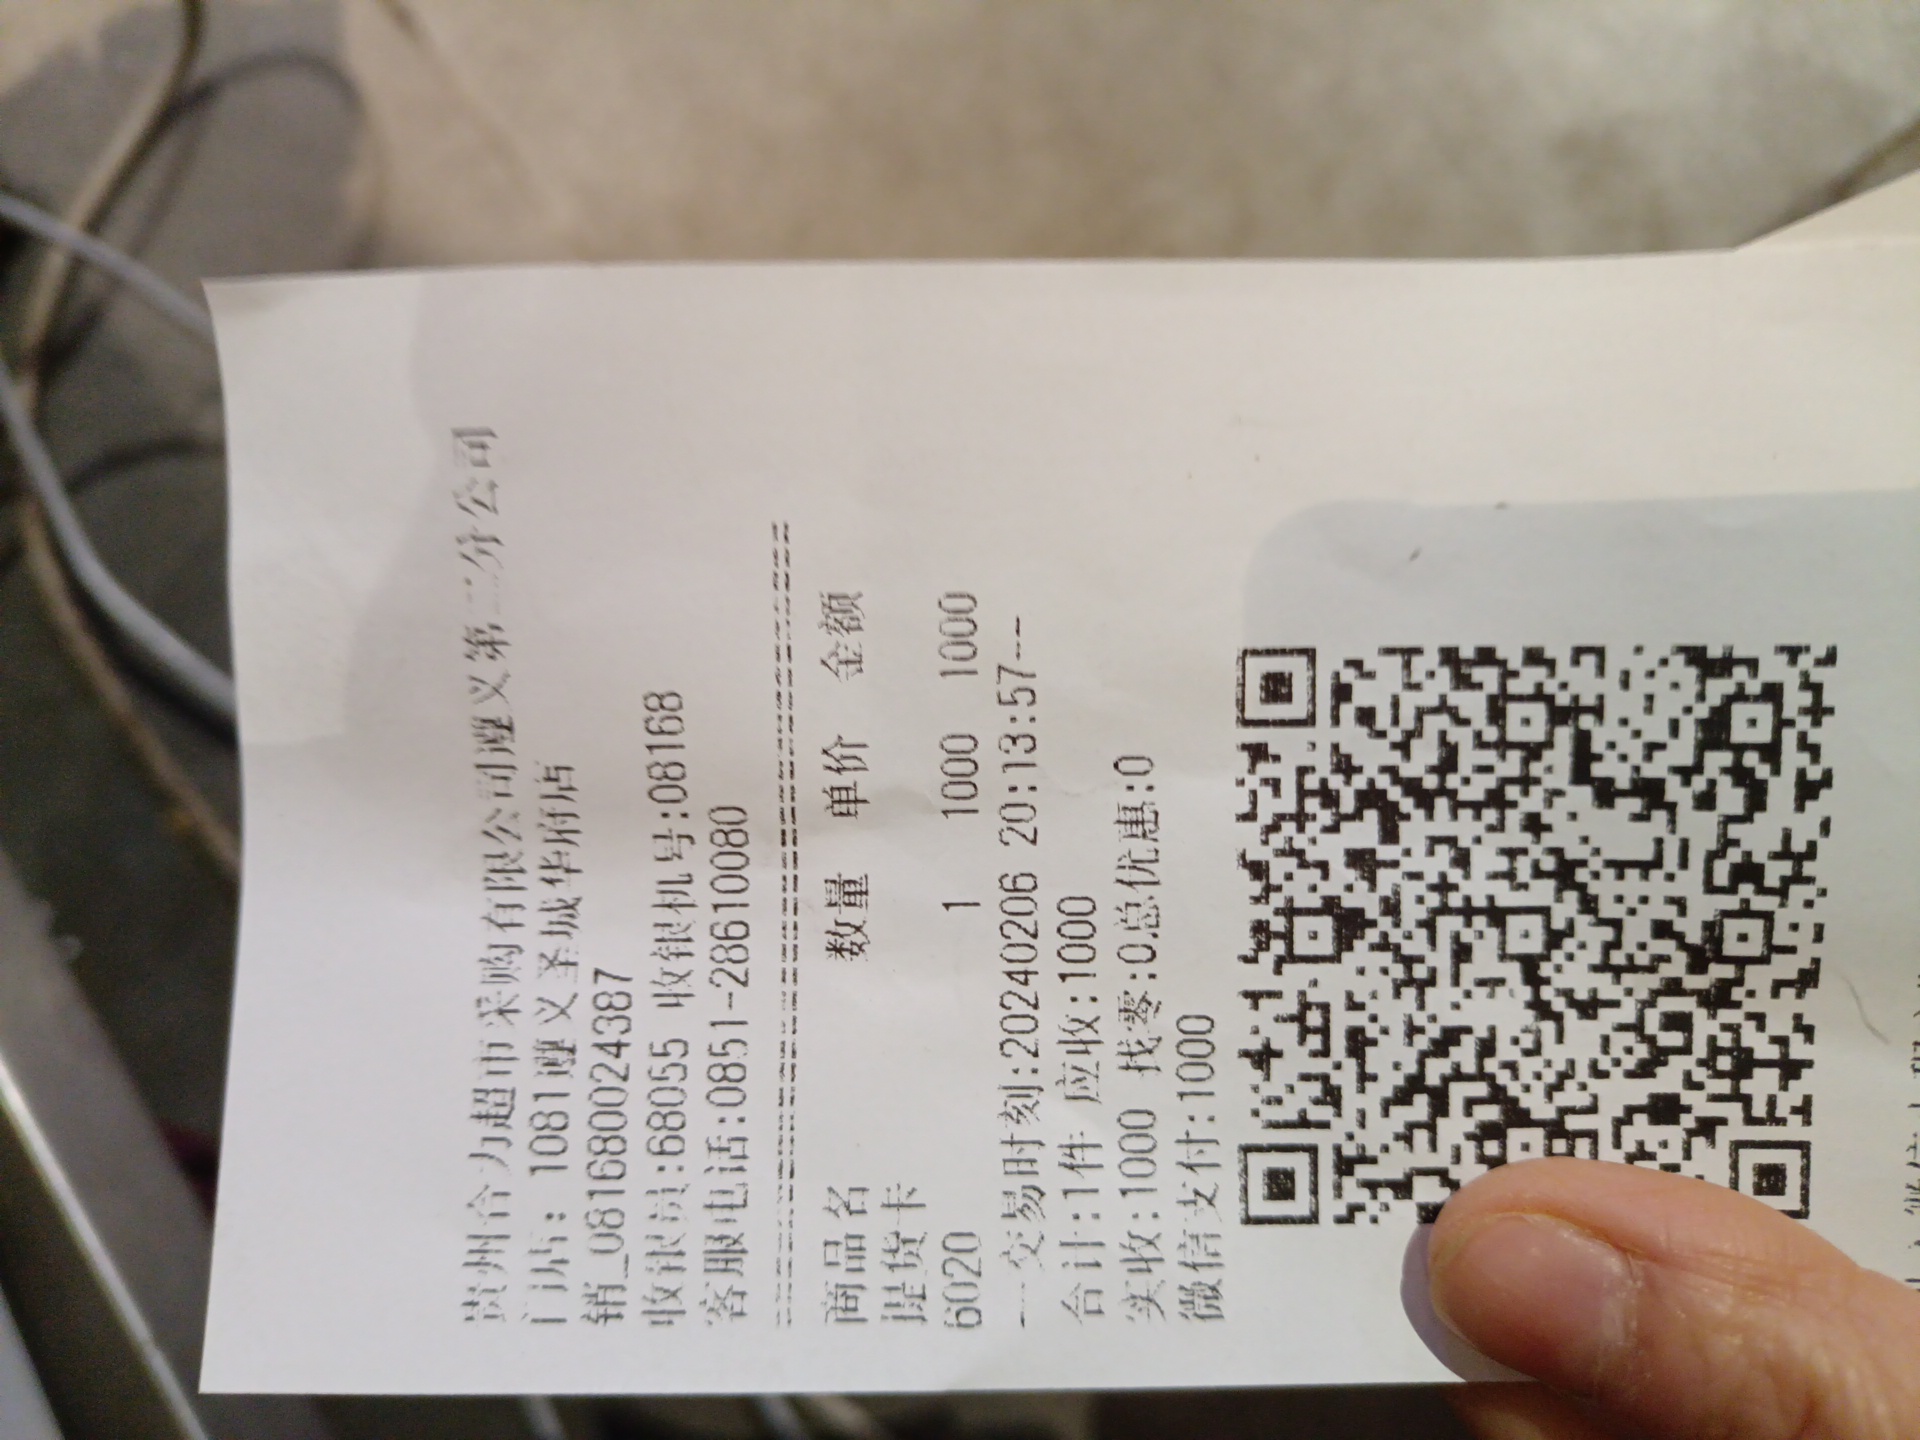 贵州合力超市采购有限公司遵义第二分公司
门店: 1081遵义圣城华府店
销_0816800024387
收银员:68055 收银机号:08168
客服电话:0851-28610080
商品名 数量 单价 金额
提货卡
6020 1 1000 1000
---交易时刻:20240206 20:13:57---
合计:1件 应收:1000
实收:1000 找零:0总优惠:0
微信支付:1000